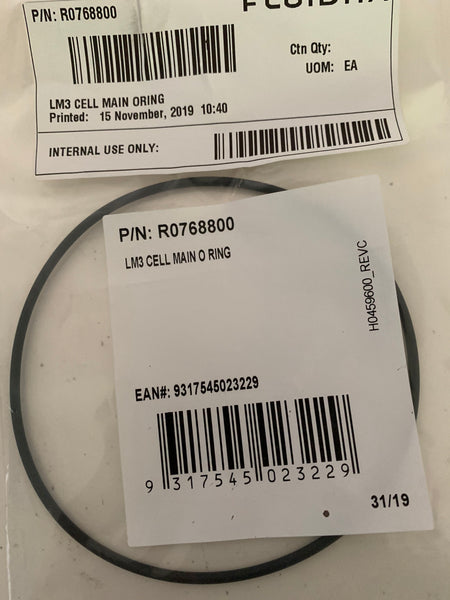 P/N: R0768800
Ctn Qty:
UOM: EA
LM3 CELL MAIN ORING
Printed: 15 November, 2019 10:40
INTERNAL USE ONLY:
P/N: R0768800
LM3 CELL MAIN O RING
H0459600_REVC
EAN#: 9317545023229
9 317545 023229
31/19